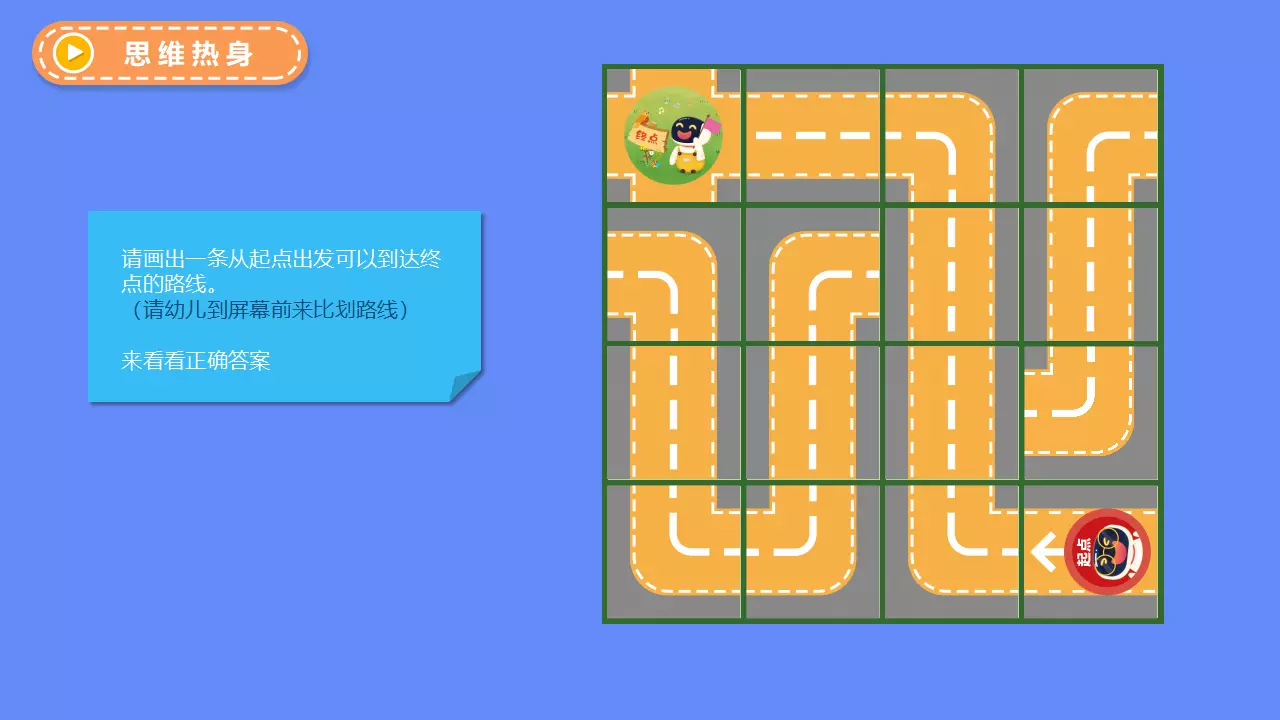 思维热身
终点
请画出一条从起点出发可以到达终
点的路线。
（请幼儿到屏幕前来比划路线）
来看看正确答案
起点